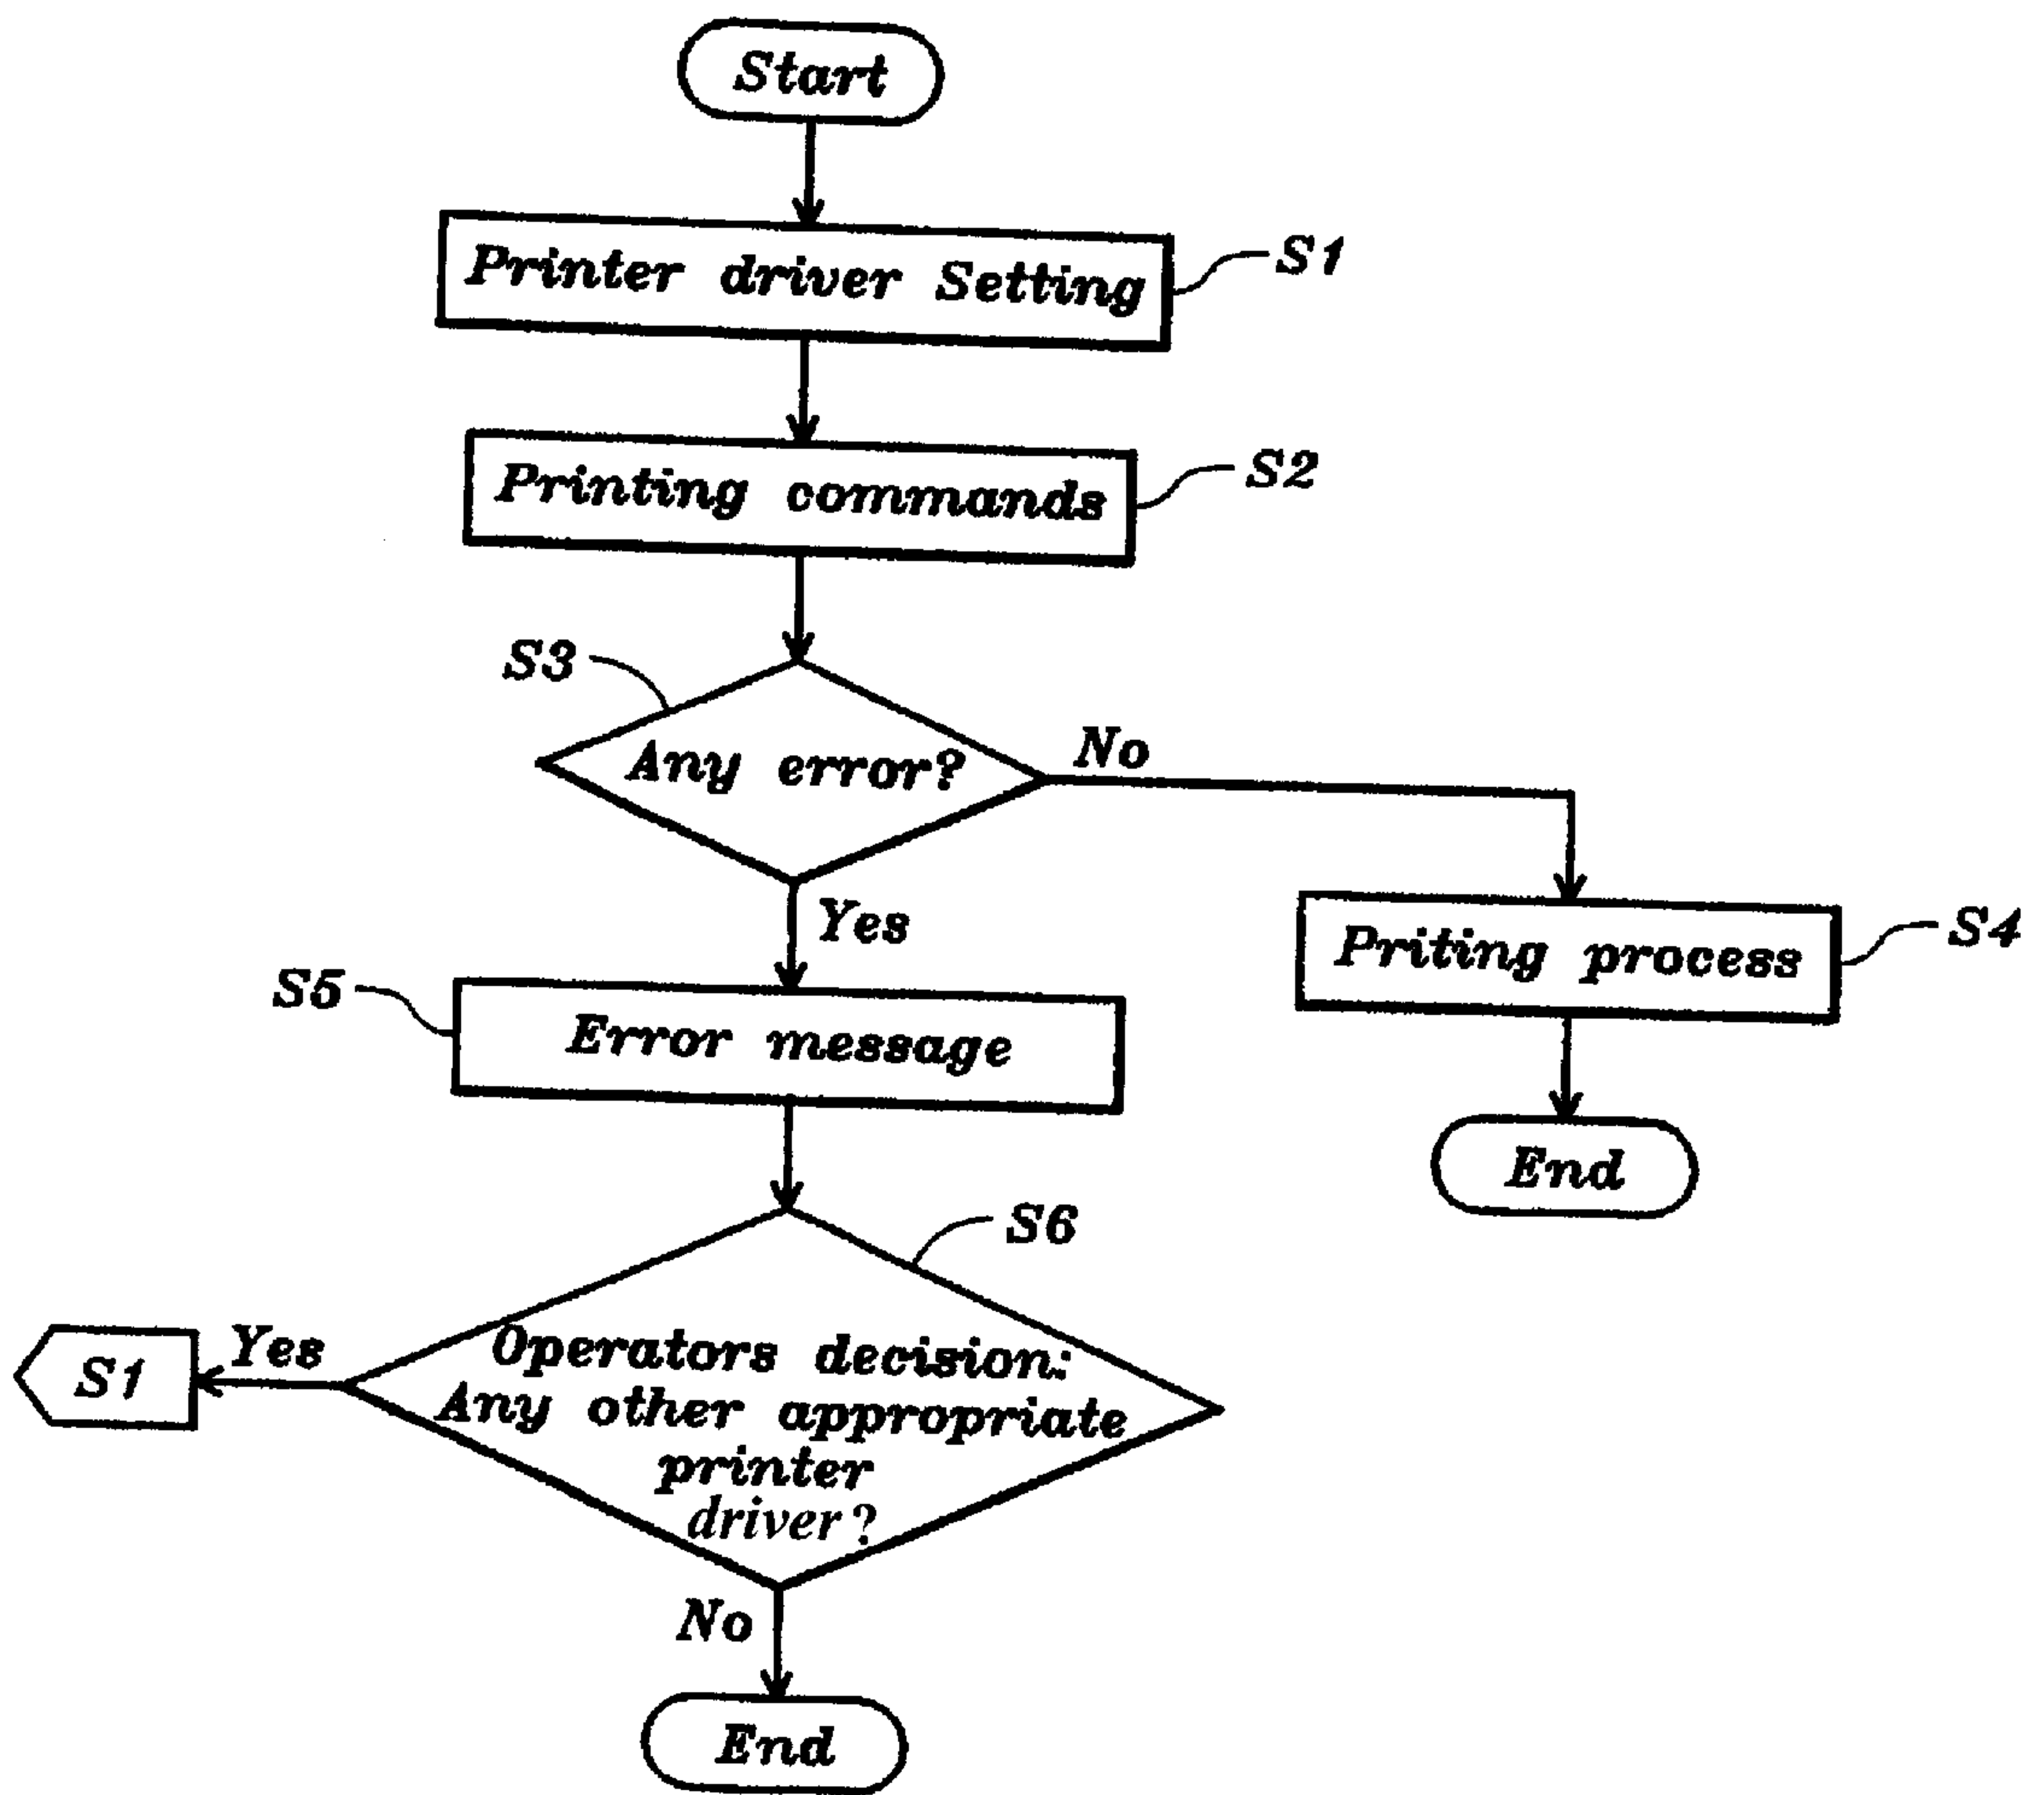 Start
Printer driver Setting
S1
Printing commands
S2
S3
Any error?
No
Yes
Priting process
S4
S5
Error message
End
S6
Yes
S1
Operators decision:
Any other appropriate
printer
driver?
No
End